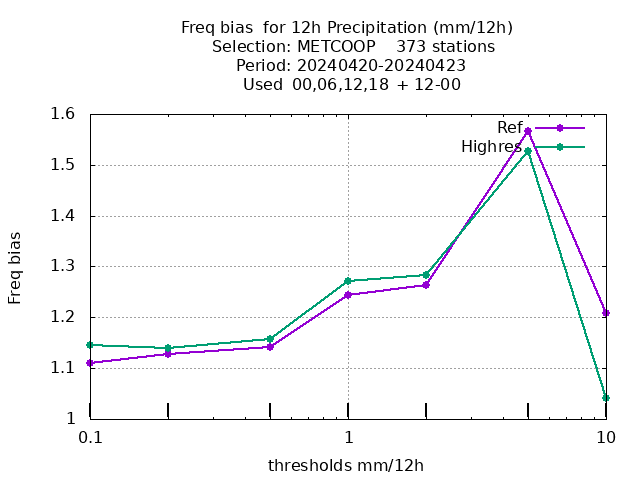 Freq bias  for 12h Precipitation (mm/12h)
Selection: METCOOP    373 stations
Period: 20240420-20240423
Used  00,06,12,18 + 12-00
1.6
1.5
1.4
1.3
1.2
1.1
1
Freq bias
Ref
Highres
0.1
1
10
thresholds mm/12h